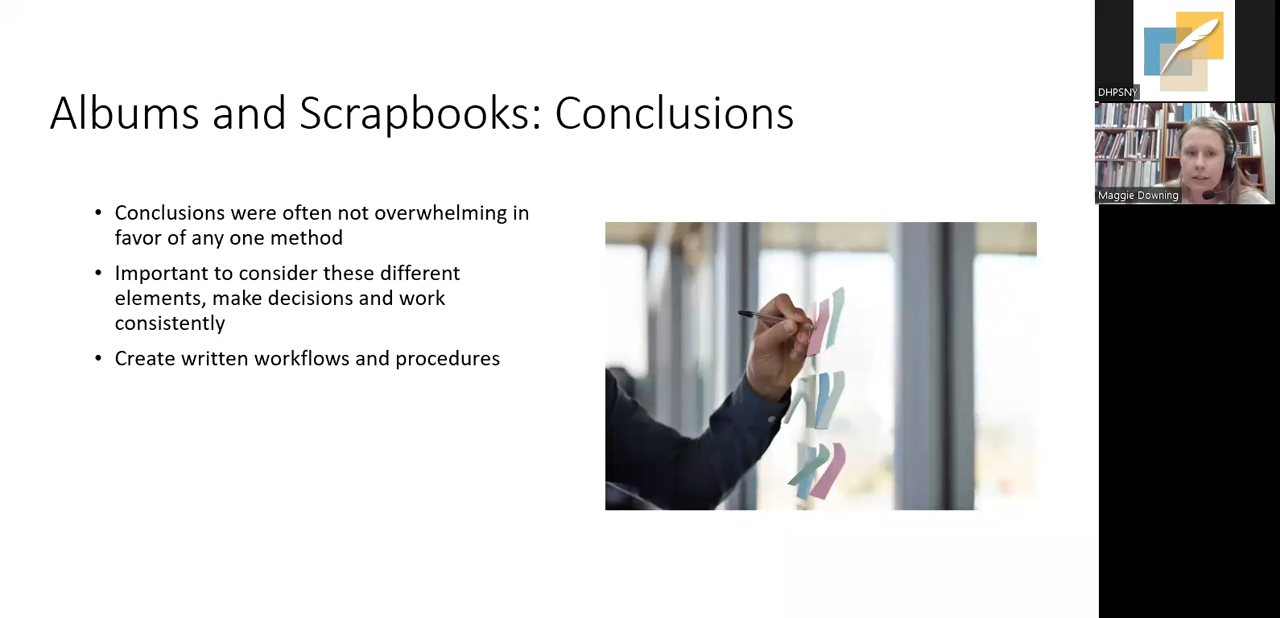 Albums and Scrapbooks: Conclusions
• Conclusions were often not overwhelming in
favor of any one method
• Important to consider these different
elements, make decisions and work
consistently
• Create written workflows and procedures
DHPSNY
Maggie Downing